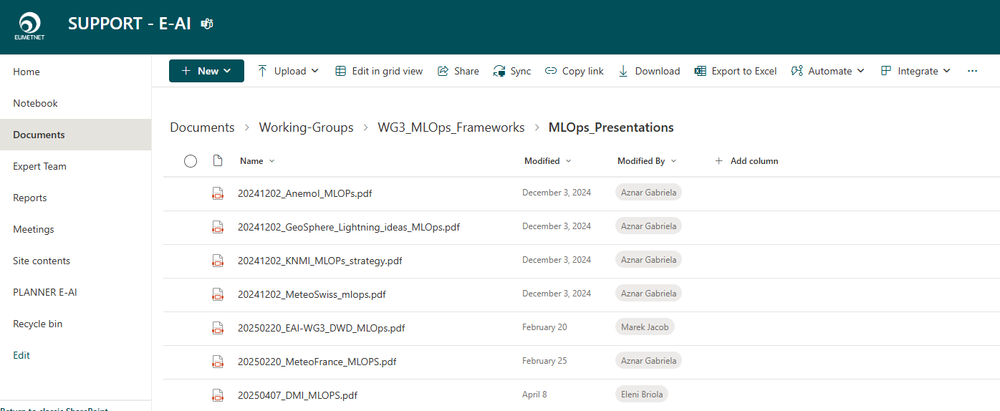 EUMETNET
SUPPORT - E-AI
Home
Notebook
Documents
Expert Team
Reports
Meetings
Site contents
PLANNER E-AI
Recycle bin
Edit
Return to classic SharePoint
New Upload Edit in grid view Share Sync Copy link Download Export to Excel Automate Integrate ...
Documents > Working-Groups > WG3_MLOps_Frameworks > MLOps_Presentations
Name Modified Modified By + Add column
20241202_AnemoI_MLOPs.pdf December 3, 2024 Aznar Gabriela
20241202_GeoSphere_Lightning_ideas_MLOps.pdf December 3, 2024 Aznar Gabriela
20241202_KNMI_MLOPs_strategy.pdf December 3, 2024 Aznar Gabriela
20241202_MeteoSwiss_mlops.pdf December 3, 2024 Aznar Gabriela
20250220_EAI-WG3_DWD_MLOps.pdf February 20 Marek Jacob
20250220_MeteoFrance_MLOPS.pdf February 25 Aznar Gabriela
20250407_DMI_MLOPS.pdf April 8 Eleni Briola